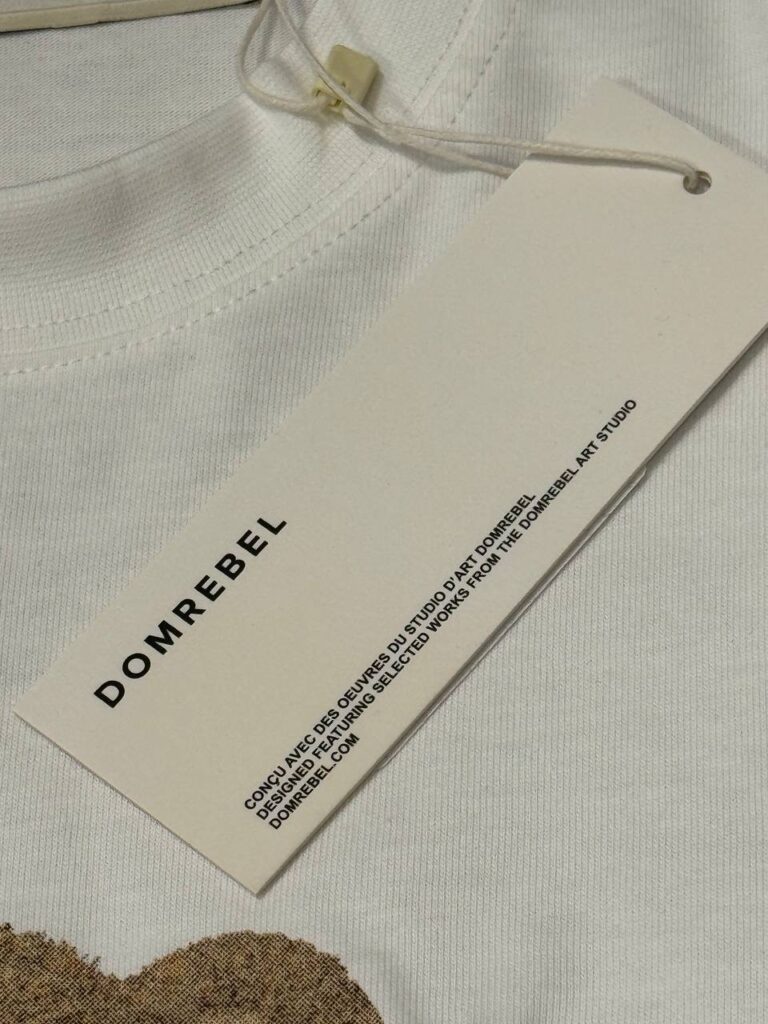 DOMREBEL
CONÇU AVEC DES OEUVRES DU STUDIO D'ART DOMREBEL
DESIGNED FEATURING SELECTED WORKS FROM THE DOMREBEL ART STUDIO
DOMREBEL.COM